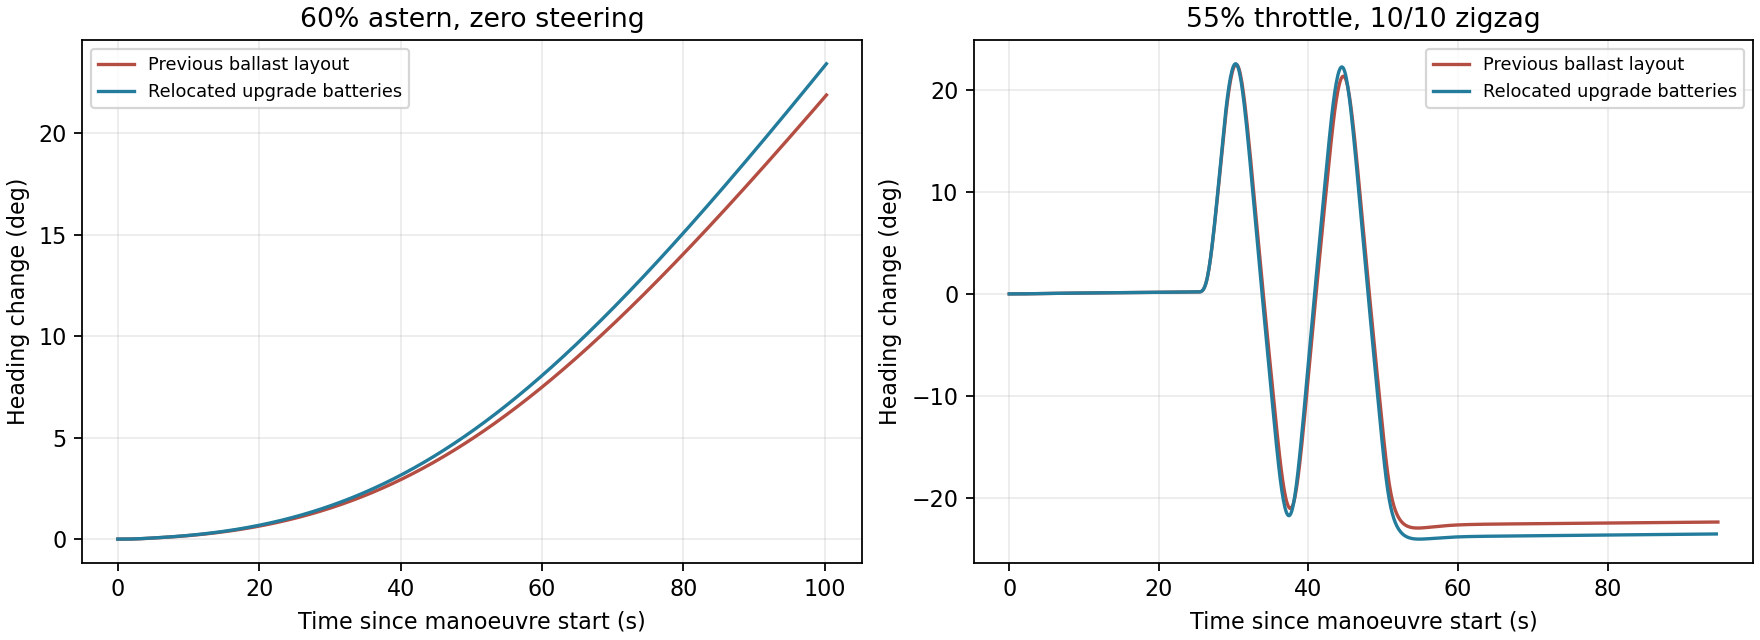 60% astern, zero steering
Previous ballast layout
Relocated upgrade batteries
Heading change (deg)
20
15
10
5
0
0 20 40 60 80 100
Time since manoeuvre start (s)
55% throttle, 10/10 zigzag
Previous ballast layout
Relocated upgrade batteries
Heading change (deg)
20
10
0
−10
−20
0 20 40 60 80
Time since manoeuvre start (s)